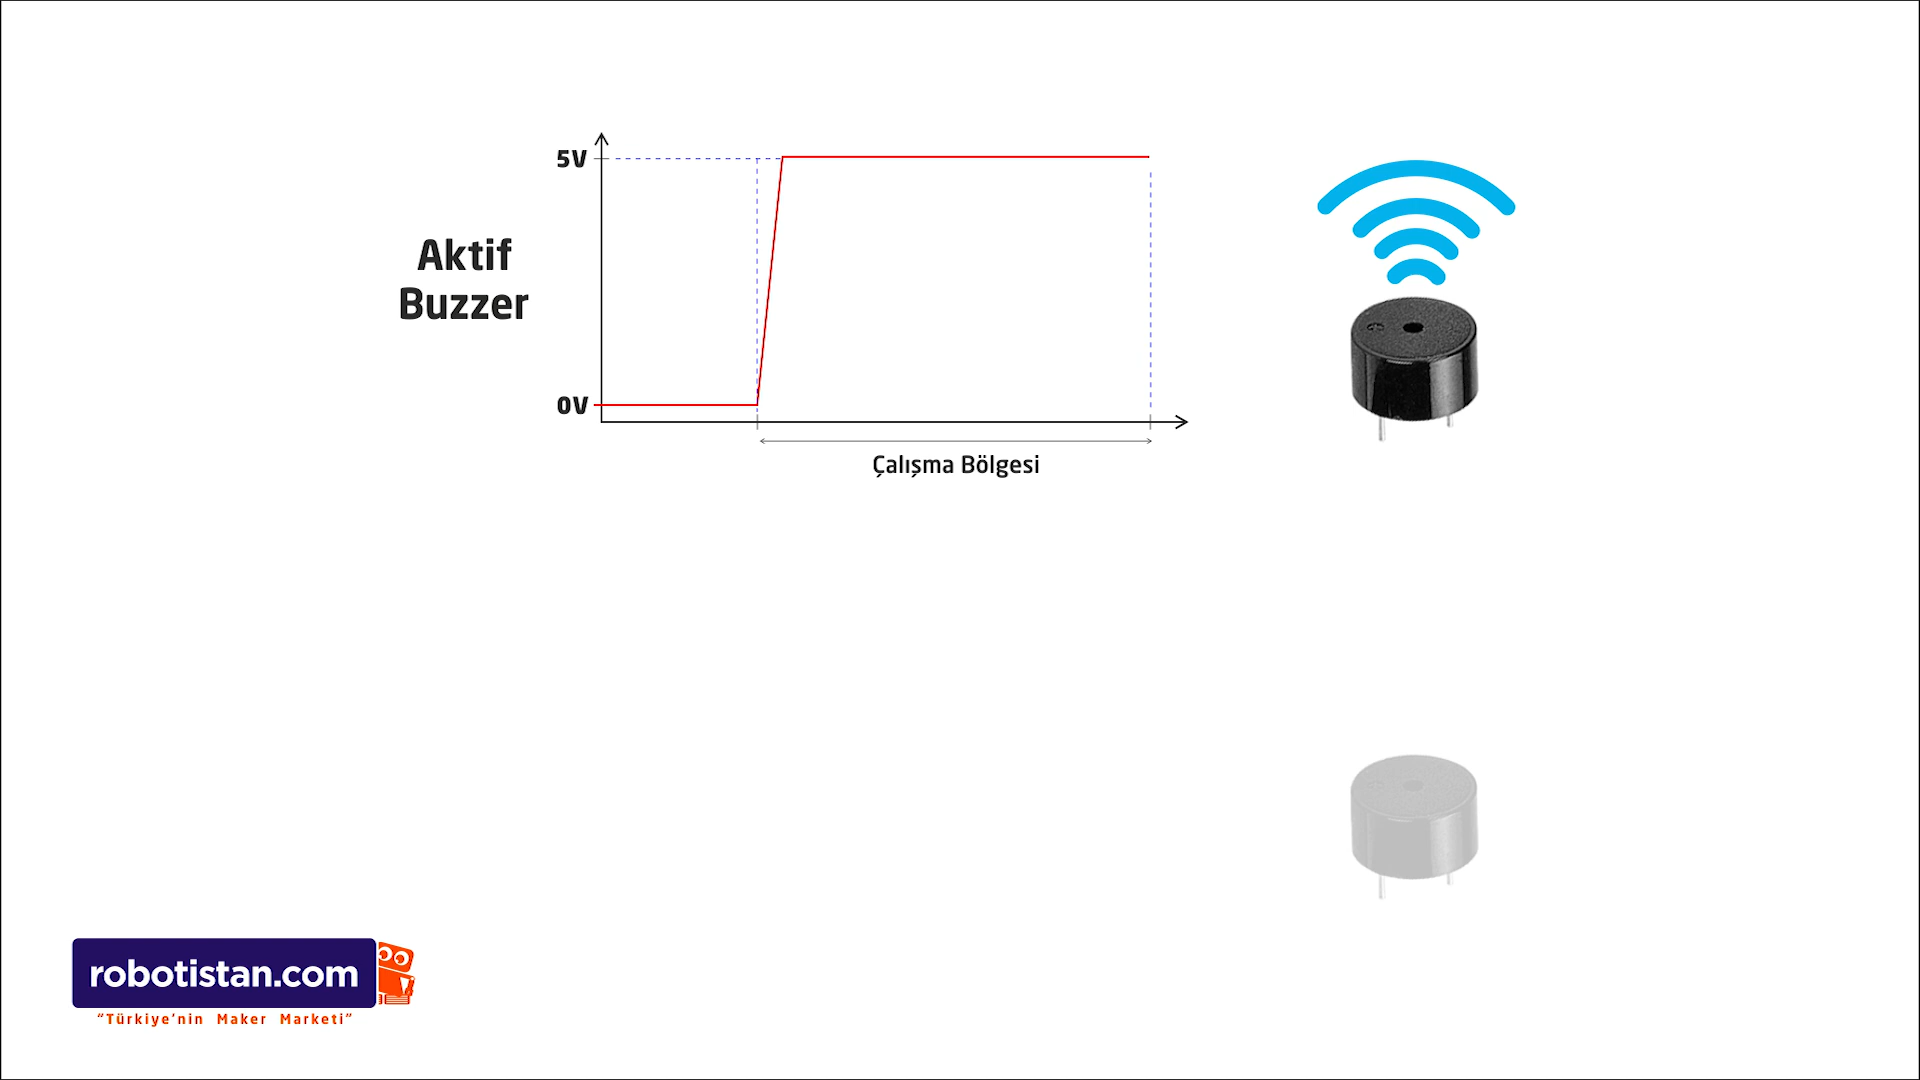 5V
Aktif
Buzzer
0V
Çalışma Bölgesi
robotistan.com
"Türkiye'nin Maker Marketi"